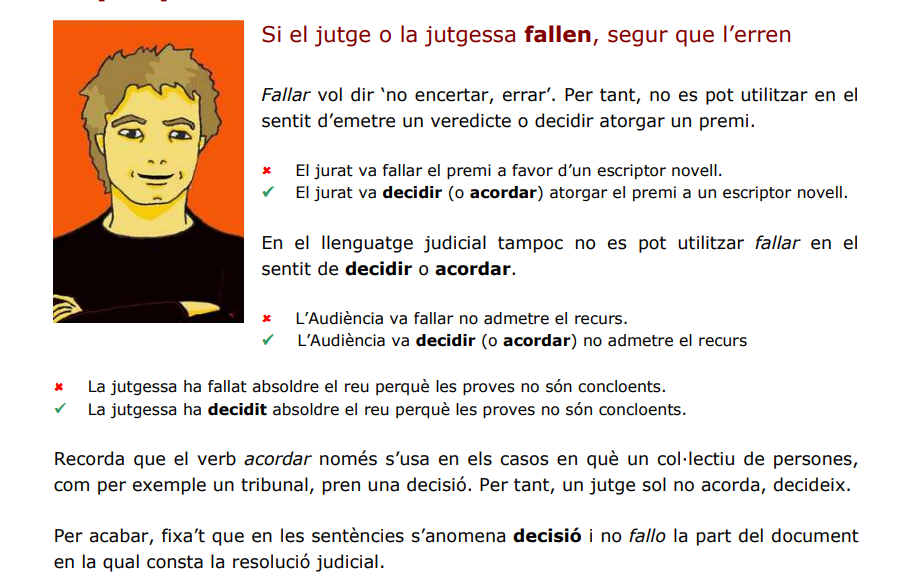 Si el jutge o la jutgessa fallen, segur que l’erren
Fallar vol dir ‘no encertar, errar’. Per tant, no es pot utilitzar en el
sentit d’emetre un veredicte o decidir atorgar un premi.
✘ El jurat va fallar el premi a favor d’un escriptor novell.
✓ El jurat va decidir (o acordar) atorgar el premi a un escriptor novell.
En el llenguatge judicial tampoc no es pot utilitzar fallar en el
sentit de decidir o acordar.
✘ L’Audiència va fallar no admetre el recurs.
✓ L’Audiència va decidir (o acordar) no admetre el recurs
✘ La jutgessa ha fallat absoldre el reu perquè les proves no són concloents.
✓ La jutgessa ha decidit absoldre el reu perquè les proves no són concloents.
Recorda que el verb acordar només s’usa en els casos en què un col·lectiu de persones,
com per exemple un tribunal, pren una decisió. Per tant, un jutge sol no acorda, decideix.
Per acabar, fixa’t que en les sentències s’anomena decisió i no fallo la part del document
en la qual consta la resolució judicial.